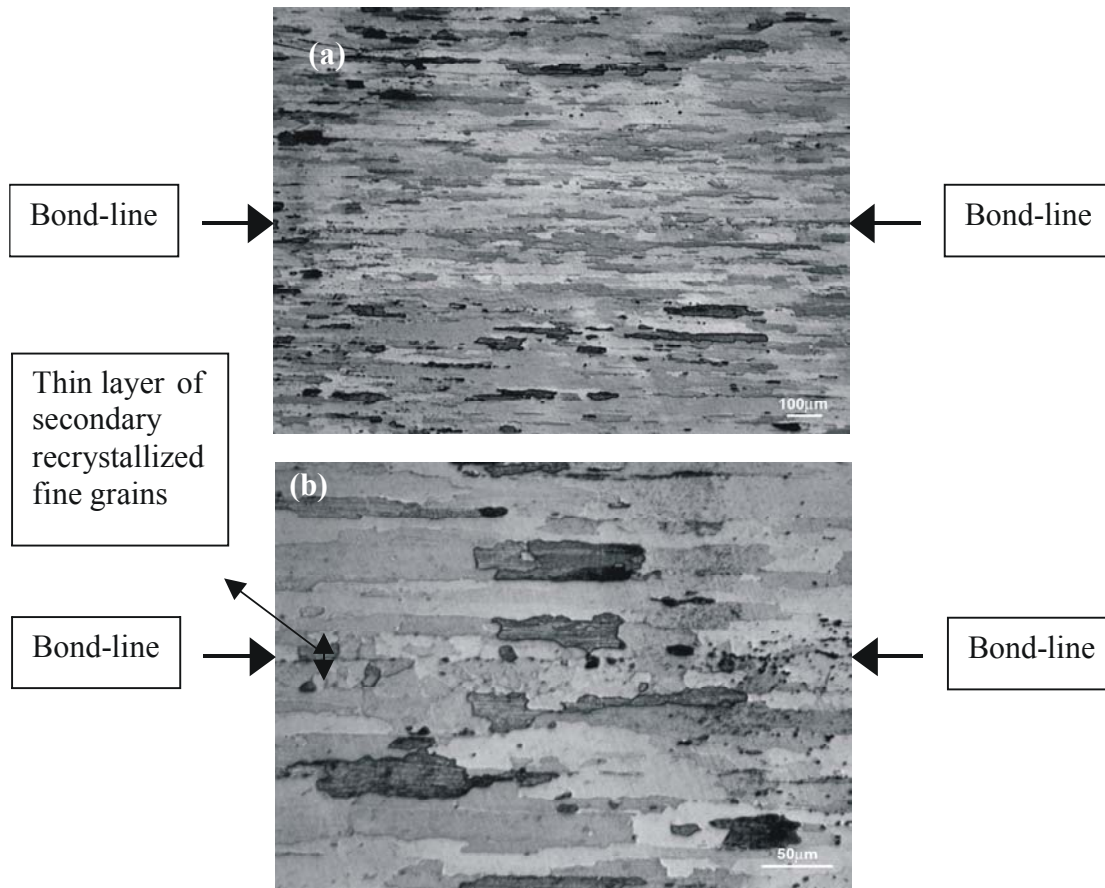 (a)
Bond-line
Bond-line
100μm
Thin layer of
secondary
recrystallized
fine grains
(b)
Bond-line
Bond-line
50μm